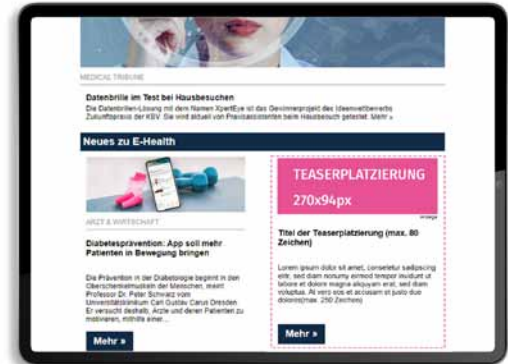 MEDICAL TRIBUNE
Datenbrille im Test bei Hausbesuchen
Die Datenbrillen-Lösung mit dem Namen XpertEye ist das Gewinnerprojekt des Ideenwettbewerbs
Zukunftspraxis der KBV. Sie wird aktuell von Praxisassistenten beim Hausbesuch getestet. Mehr »
Neues zu E-Health
ARZT & WIRTSCHAFT
Diabetesprävention: App soll mehr
Patienten in Bewegung bringen
Die Prävention in der Diabetologie beginnt in den
Oberschenkelmuskeln der Menschen, meint
Professor Dr. Peter Schwarz vom
Universitätsklinikum Carl Gustav Carus Dresden
Er versucht deshalb, Ärzte und deren Patienten zu
motivieren, mithilfe einer...
Mehr »
TEASERPLATZIERUNG
270x94px
Anzeige
Titel der Teaserplatzierung (max. 80
Zeichen)
Lorem ipsum dolor sit amet, consetetur sadipscing
elitr, sed diam nonumy eirmod tempor invidunt ut
labore et dolore magna aliquyam erat, sed diam
voluptua. At vero eos et accusam et justo duo
dolores(max. 250 Zeichen)
Mehr »